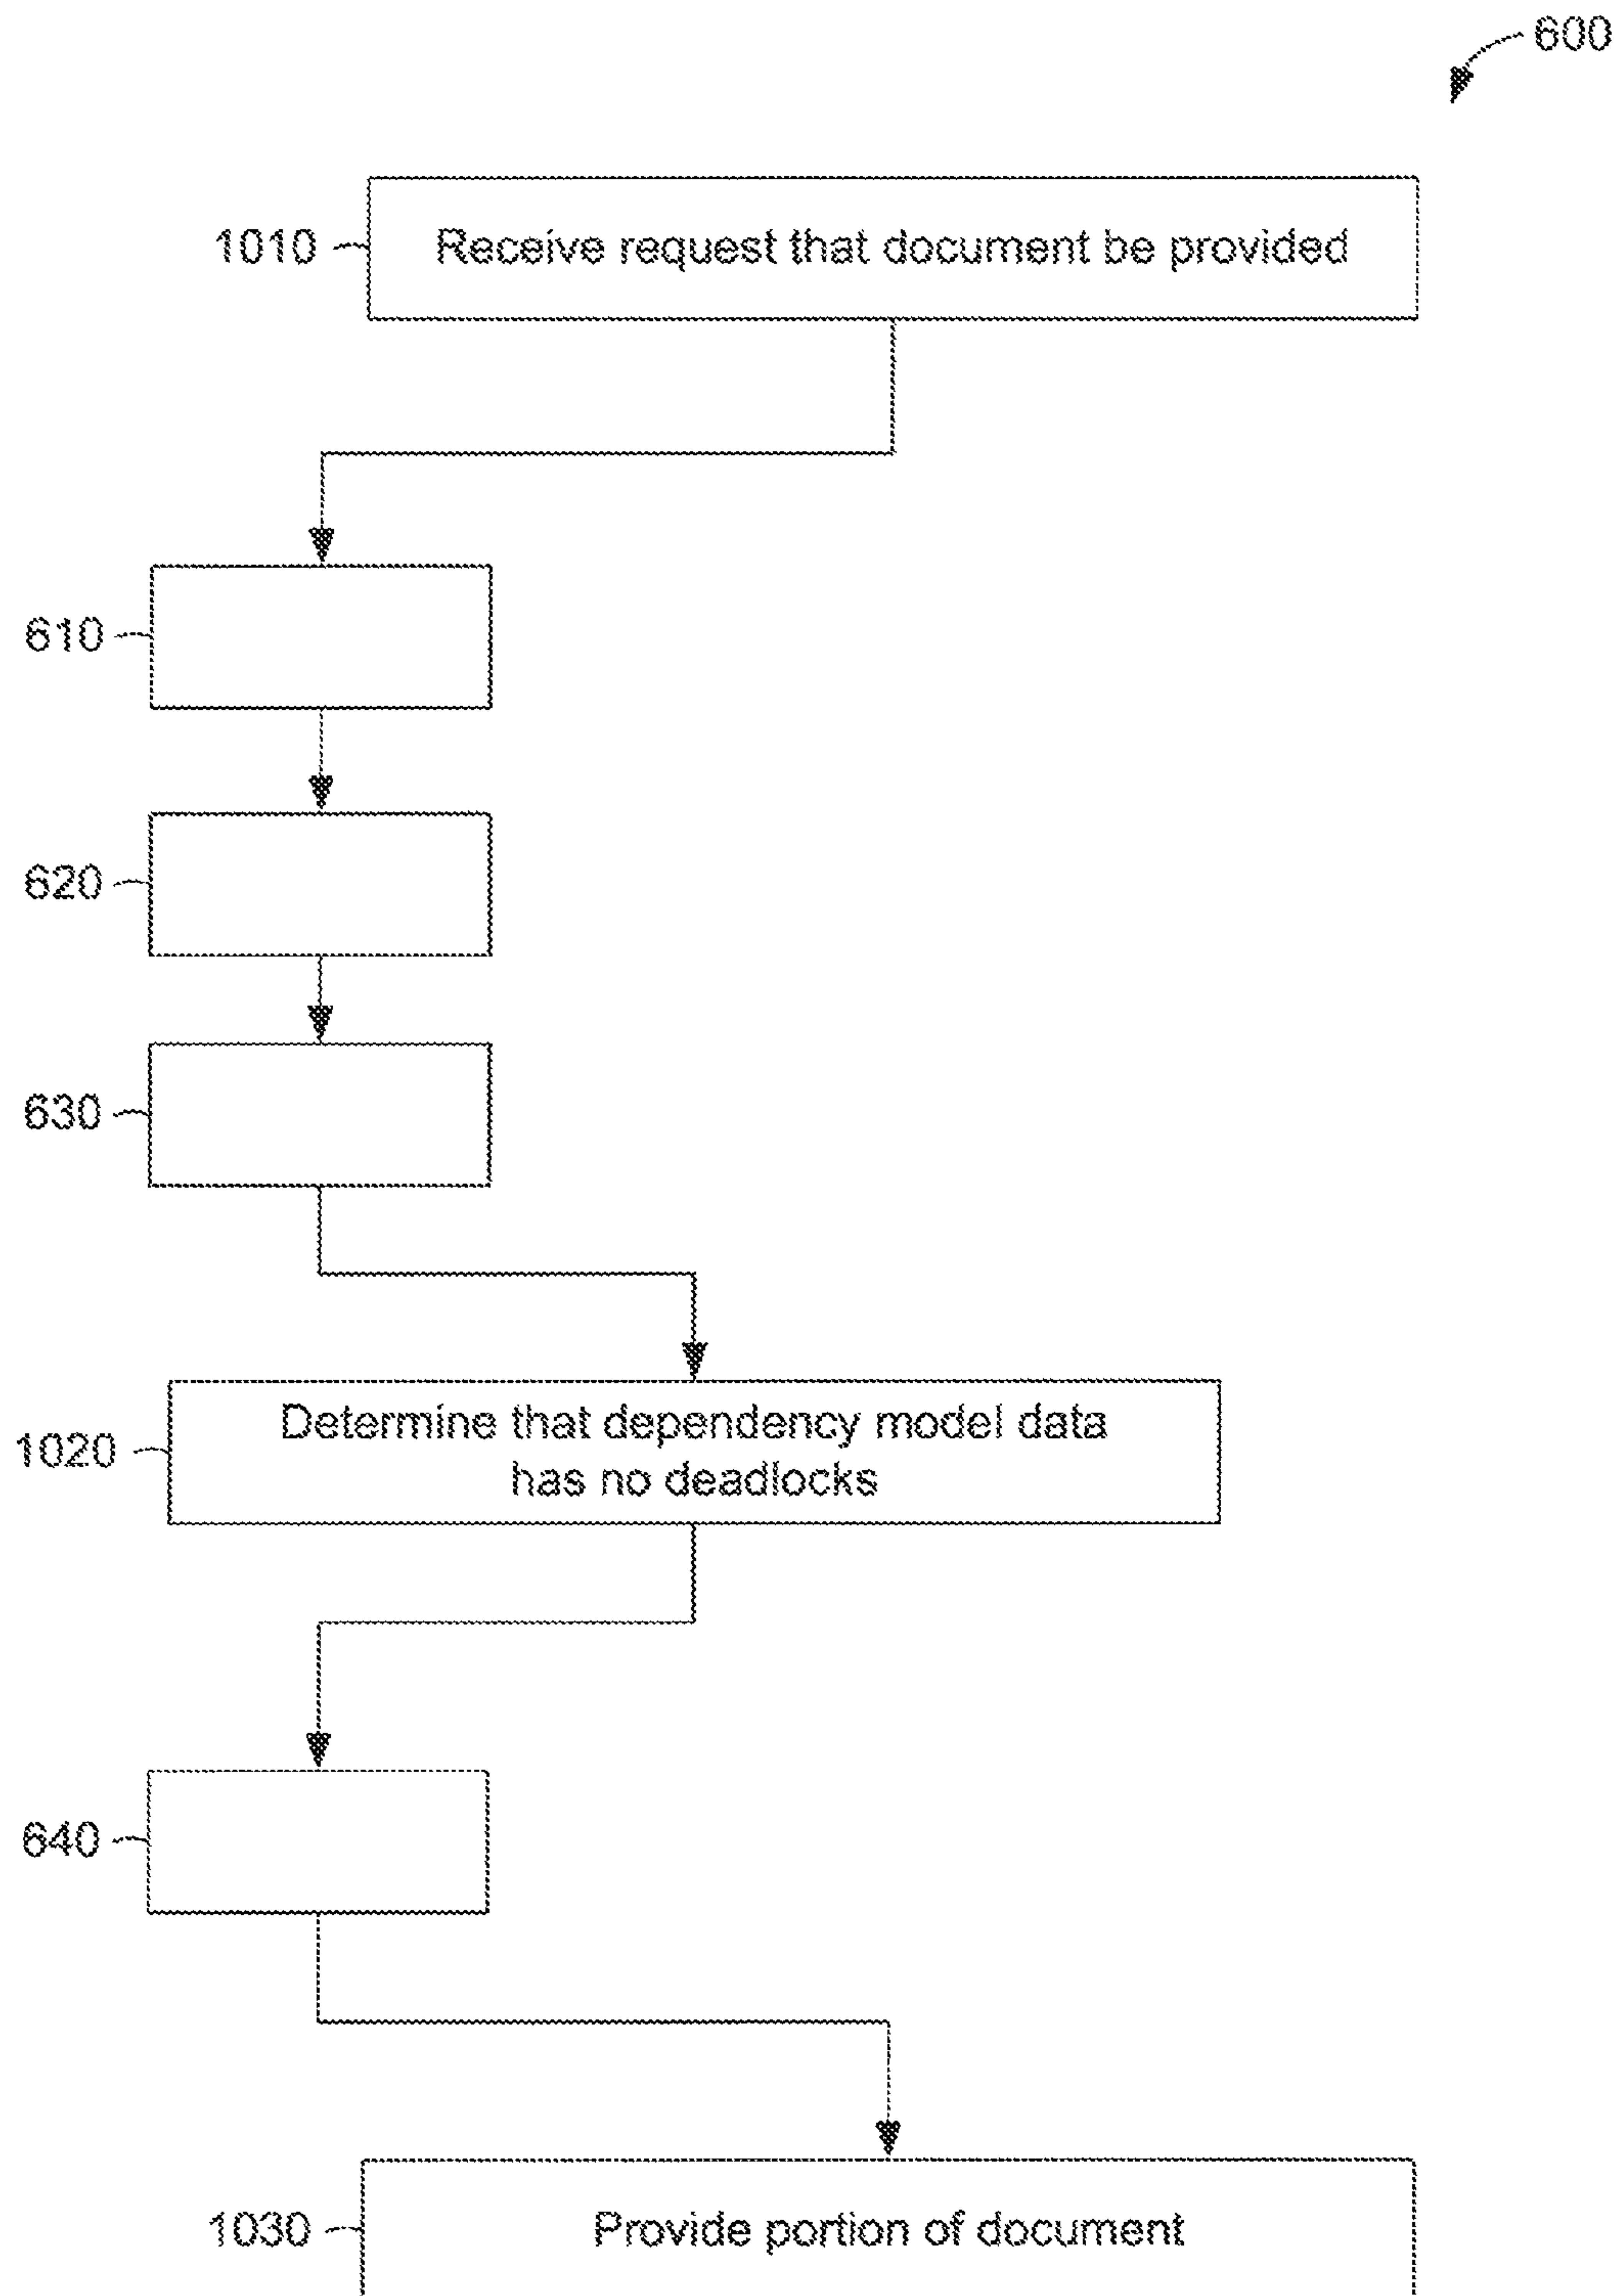 600
1010
Receive request that document be provided
610
620
630
1020
Determine that dependency model data
has no deadlocks
640
1030
Provide portion of document